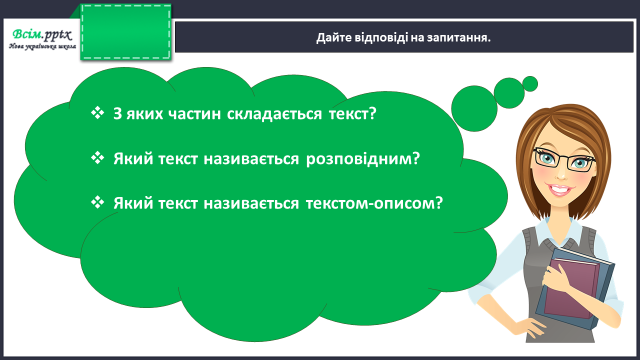 Всім.pptx
Нова українська школа
Дайте відповіді на запитання.
❖ З яких частин складається текст?
❖ Який текст називається розповідним?
❖ Який текст називається текстом-описом?